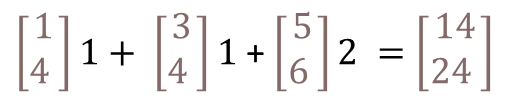 [1 4] 1 + [3 4] 1 + [5 6] 2 = [14 24]